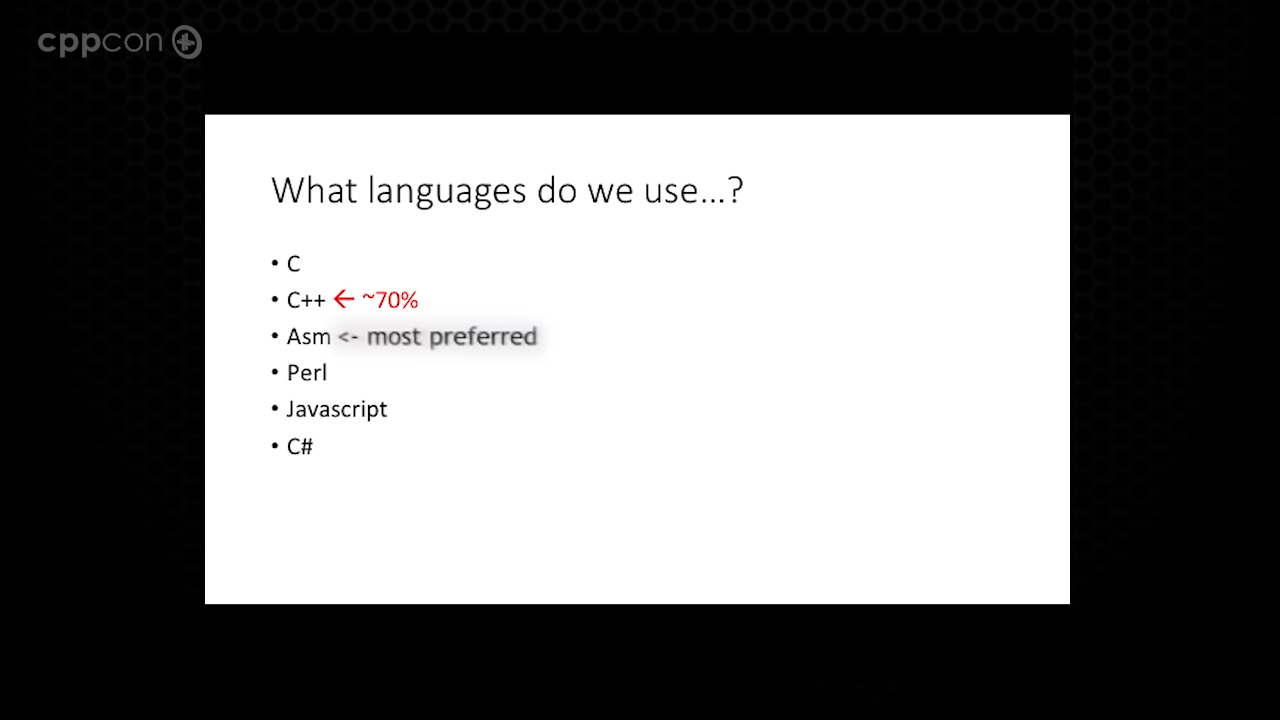 cppcon
What languages do we use...?
• C
• C++ ← ~70%
• Asm <- most preferred
• Perl
• Javascript
• C#